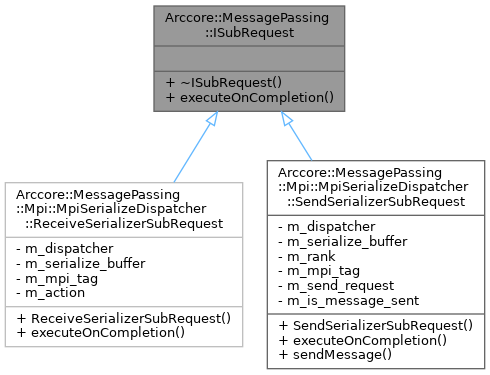 Arccore::MessagePassing
::ISubRequest
+ ~ISubRequest()
+ executeOnCompletion()
Arccore::MessagePassing
::Mpi::MpiSerializeDispatcher
::ReceiveSerializerSubRequest
- m_dispatcher
- m_serialize_buffer
- m_mpi_tag
- m_action
+ ReceiveSerializerSubRequest()
+ executeOnCompletion()
Arccore::MessagePassing
::Mpi::MpiSerializeDispatcher
::SendSerializerSubRequest
- m_dispatcher
- m_serialize_buffer
- m_rank
- m_mpi_tag
- m_send_request
- m_is_message_sent
+ SendSerializerSubRequest()
+ executeOnCompletion()
+ sendMessage()